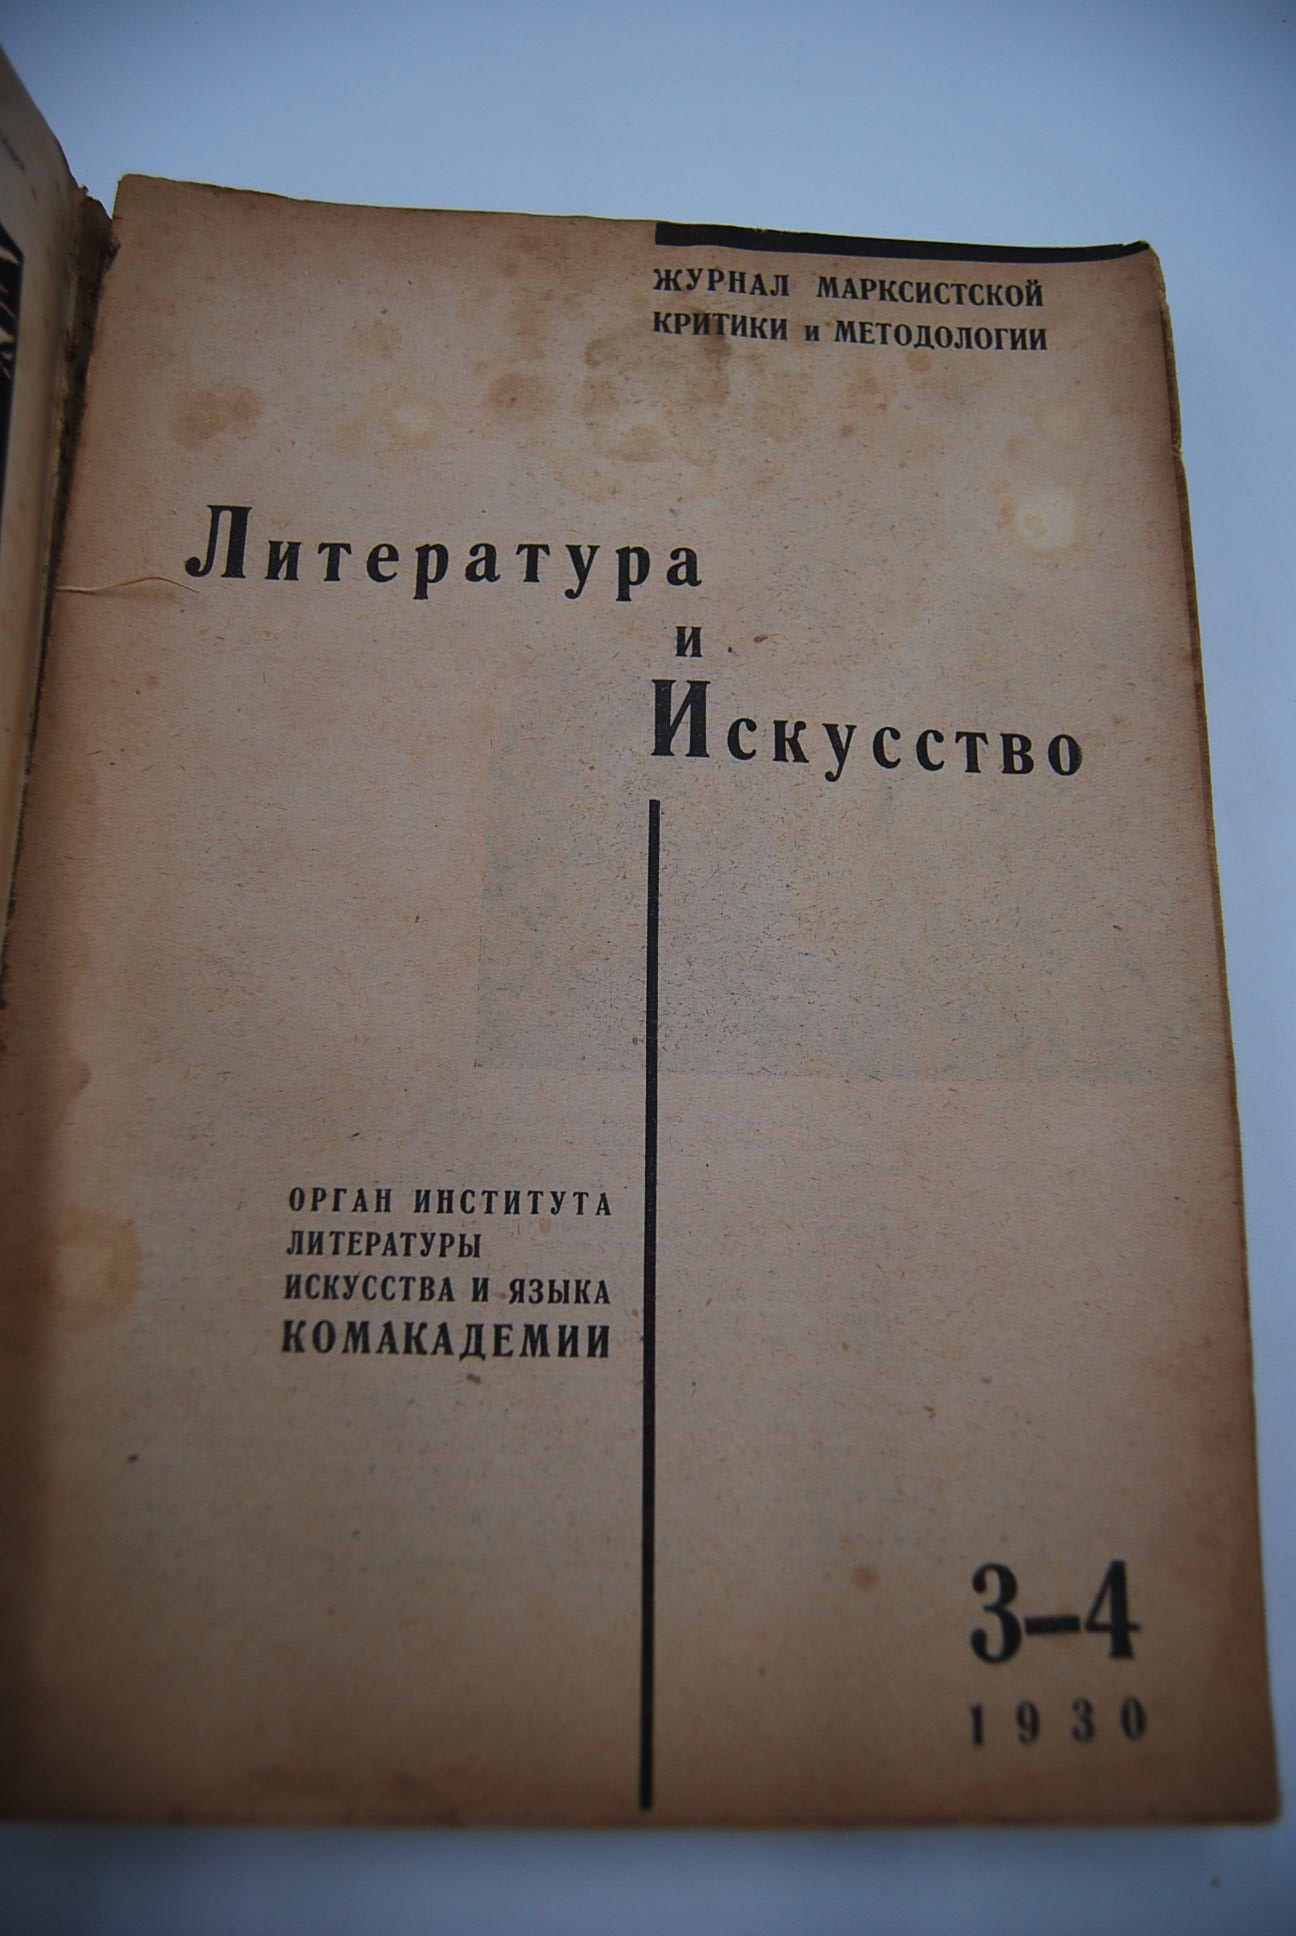 ЖУРНАЛ МАРКСИСТСКОЙ
КРИТИКИ и МЕТОДОЛОГИИ
Литература
и
Искусство
ОРГАН ИНСТИТУТА
ЛИТЕРАТУРЫ
ИСКУССТВА И ЯЗЫКА
КОМАКАДЕМИИ
3–4
1930